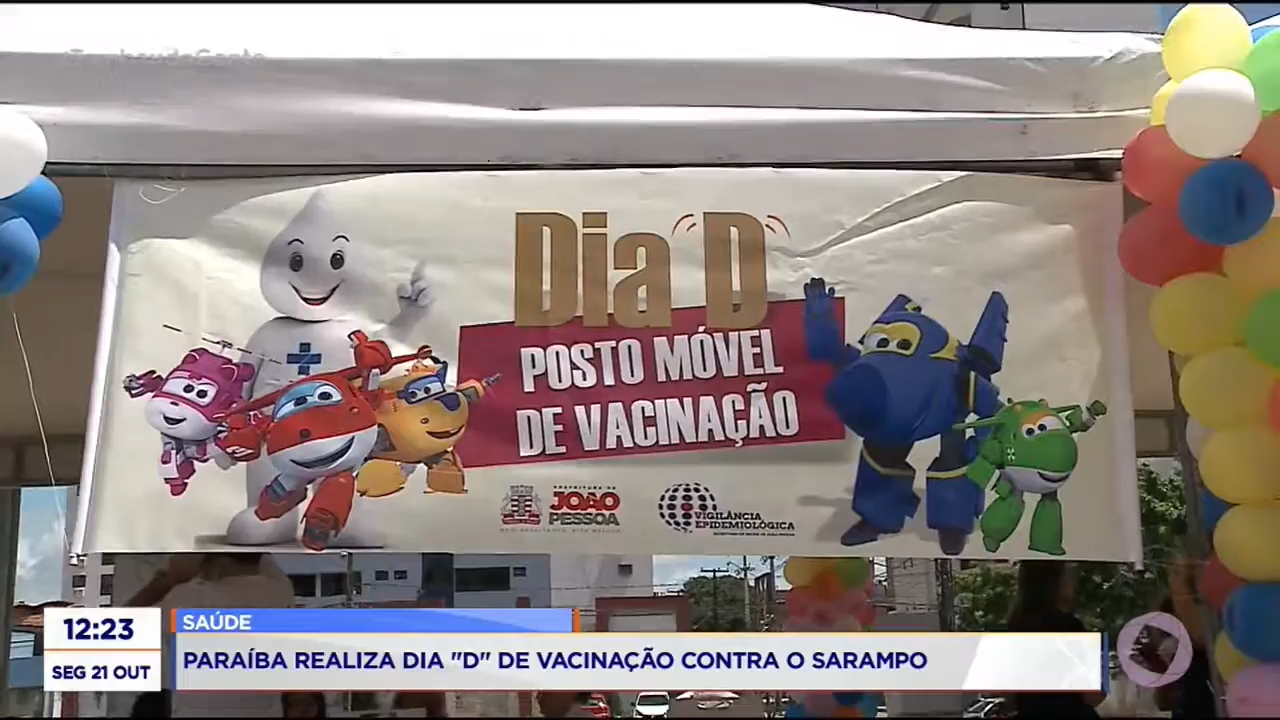 Dia D
POSTO MÓVEL
DE VACINAÇÃO
PREFEITURA DE
JOÃO
PESSOA
VIGILÂNCIA
EPIDEMIOLÓGICA
12:23
SAÚDE
SEG 21 OUT
PARAÍBA REALIZA DIA "D" DE VACINAÇÃO CONTRA O SARAMPO